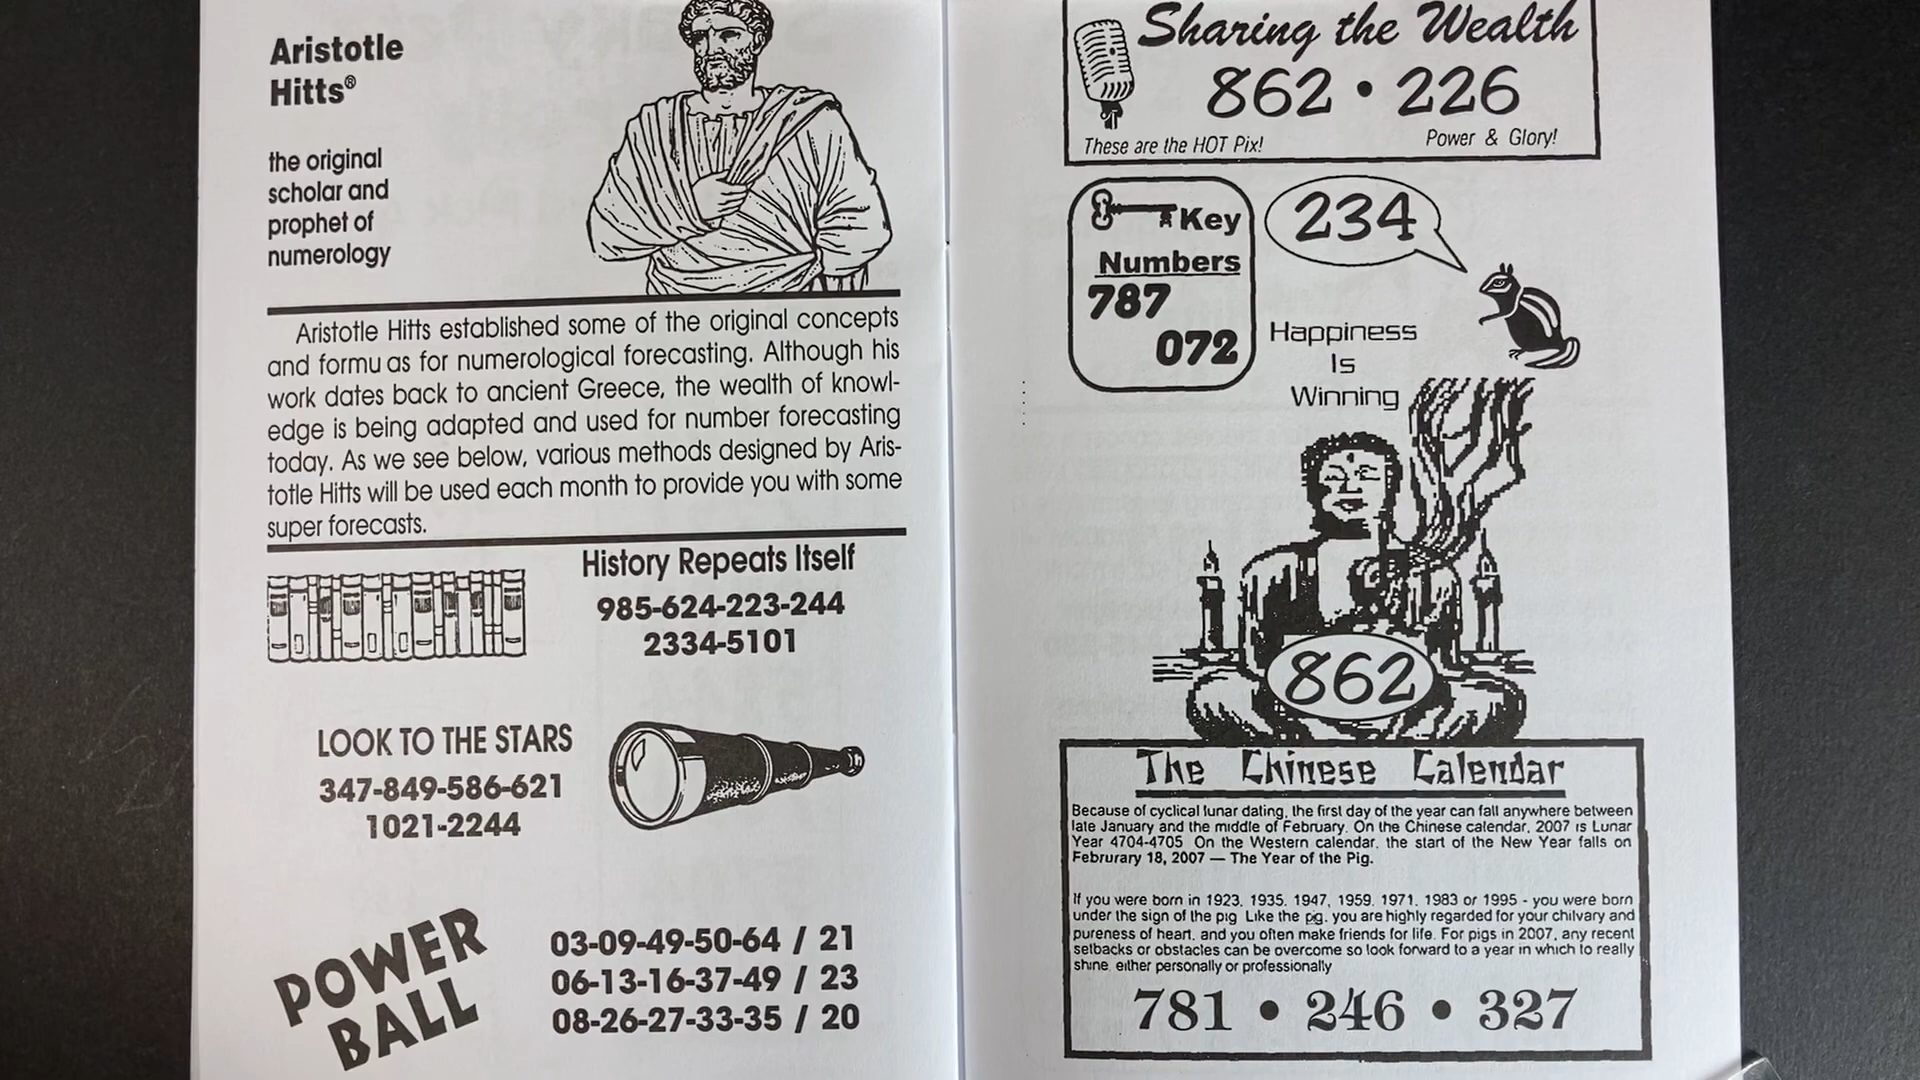 Aristotle
Hitts®
the original
scholar and
prophet of
numerology
Aristotle Hitts established some of the original concepts
and formu as for numerological forecasting. Although his
work dates back to ancient Greece, the wealth of knowl-
edge is being adapted and used for number forecasting
today. As we see below, various methods designed by Aris-
totle Hitts will be used each month to provide you with some
super forecasts.
History Repeats Itself
985-624-223-244
2334-5101
LOOK TO THE STARS
347-849-586-621
1021-2244
POWER
BALL
03-09-49-50-64 / 21
06-13-16-37-49 / 23
08-26-27-33-35 / 20
Sharing the Wealth
862 • 226
These are the HOT Pix!
Power & Glory!
Key
Numbers
787
072
234
Happiness
Is
Winning
862
The Chinese Calendar
Because of cyclical lunar dating, the first day of the year can fall anywhere between
late January and the middle of February. On the Chinese calendar, 2007 is Lunar
Year 4704-4705 On the Western calendar, the start of the New Year falls on
Februrary 18, 2007 — The Year of the Pig.
If you were born in 1923, 1935, 1947, 1959, 1971, 1983 or 1995 - you were born
under the sign of the pig Like the pig, you are highly regarded for your chilvary and
pureness of heart, and you often make friends for life. For pigs in 2007, any recent
setbacks or obstacles can be overcome so look forward to a year in which to really
shine either personally or professionally
781 • 246 • 327